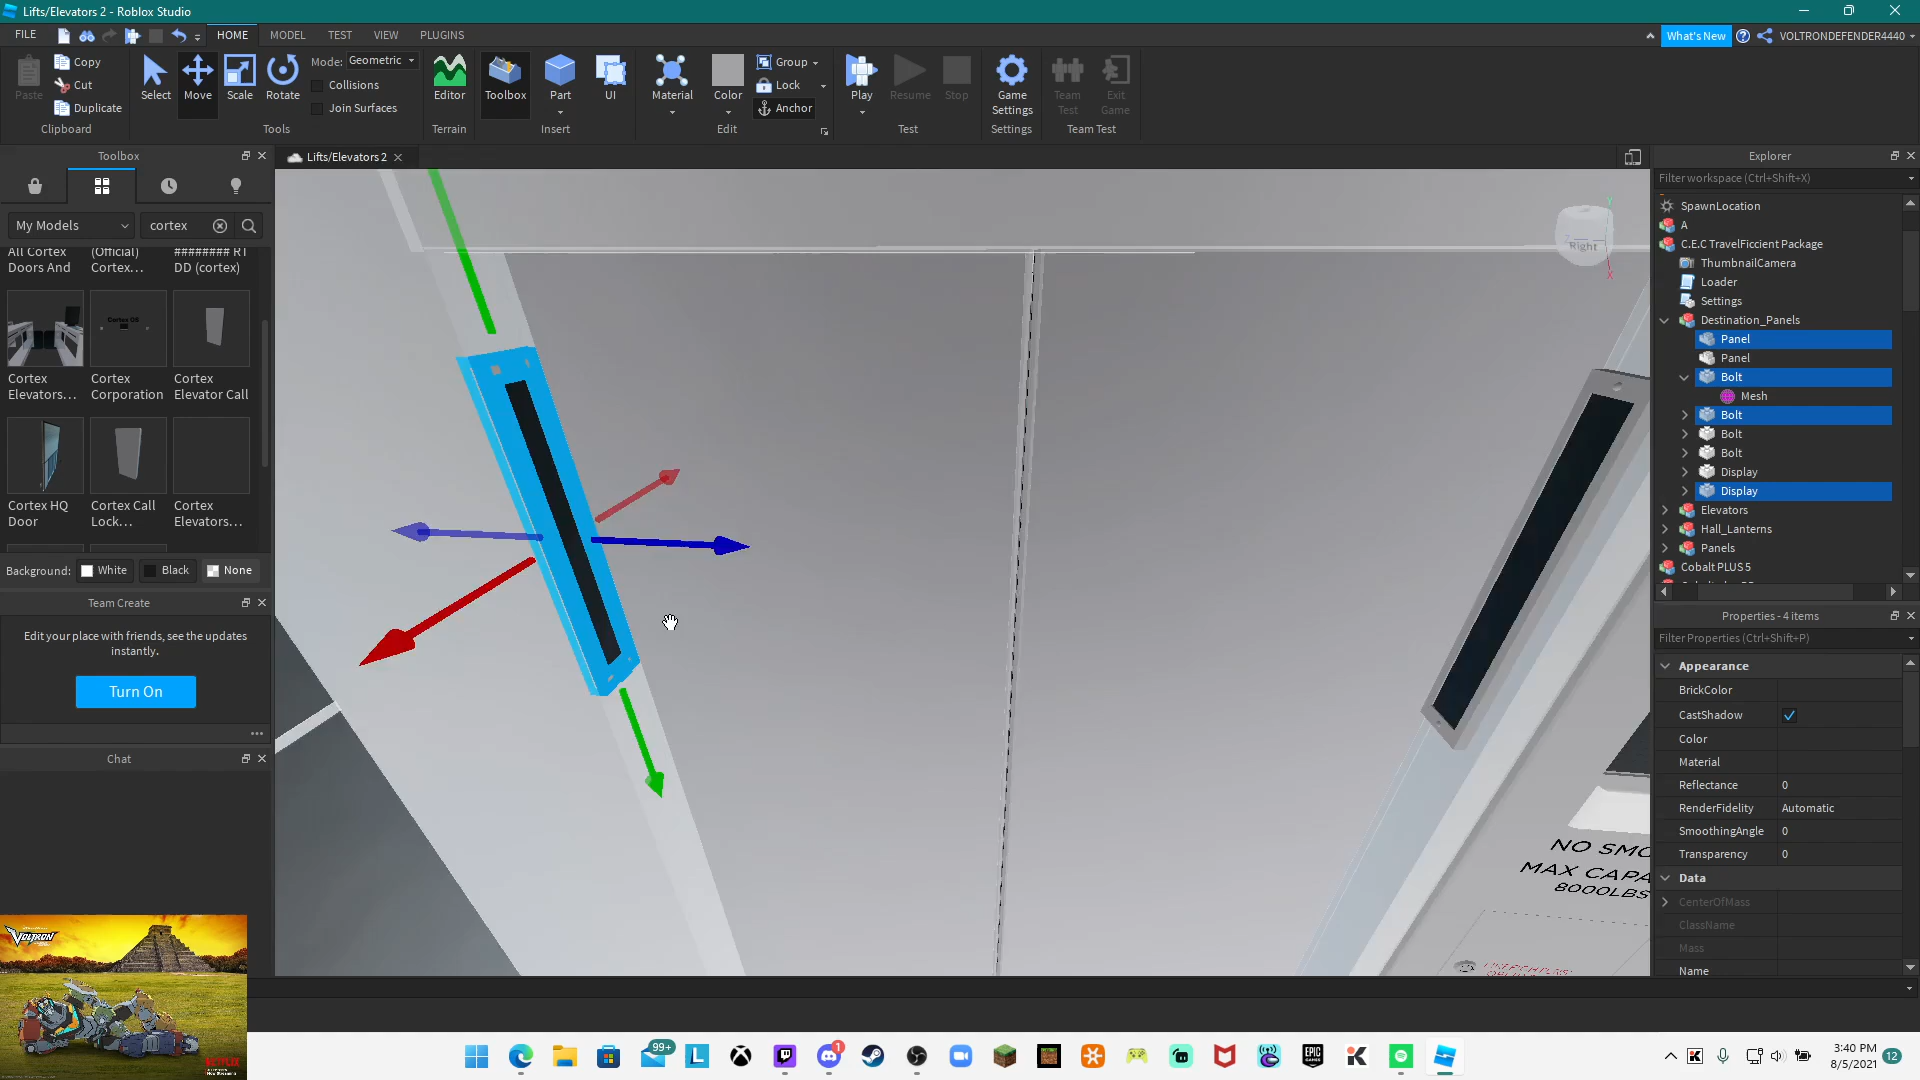 Lifts/Elevators 2 - Roblox Studio
FILE
HOME
MODEL
TEST
VIEW
PLUGINS
What's New
VOLTRONDEFENDER4440
Paste
Copy
Cut
Duplicate
Clipboard
Select
Move
Scale
Rotate
Mode: Geometric
Collisions
Join Surfaces
Tools
Editor
Terrain
Toolbox
Part
UI
Insert
Material
Color
Group
Lock
Anchor
Edit
Play
Resume
Stop
Test
Game
Settings
Settings
Team
Test
Exit
Game
Team Test
Toolbox
My Models
cortex
All Cortex
Doors And
(Official)
Cortex...
######## RT
DD (cortex)
Cortex
Elevators...
Cortex
Corporation
Cortex
Elevator Call
Cortex HQ
Door
Cortex Call
Lock...
Cortex
Elevators...
Background:
White
Black
None
Team Create
Edit your place with friends, see the updates
instantly.
Turn On
Chat
VOLTRON
NETFLIX
Lifts/Elevators 2
Right
NO SMO
MAX CAPA
8000LBS
Explorer
Filter workspace (Ctrl+Shift+X)
SpawnLocation
A
C.E.C TravelFficcient Package
ThumbnailCamera
Loader
Settings
Destination_Panels
Panel
Panel
Bolt
Mesh
Bolt
Bolt
Bolt
Display
Display
Elevators
Hall_Lanterns
Panels
Cobalt PLUS 5
Properties - 4 items
Filter Properties (Ctrl+Shift+P)
Appearance
BrickColor
CastShadow
Color
Material
Reflectance 0
RenderFidelity Automatic
SmoothingAngle 0
Transparency 0
Data
CenterOfMass
ClassName
Mass
Name
99+
1
3:40 PM
8/5/2021
12